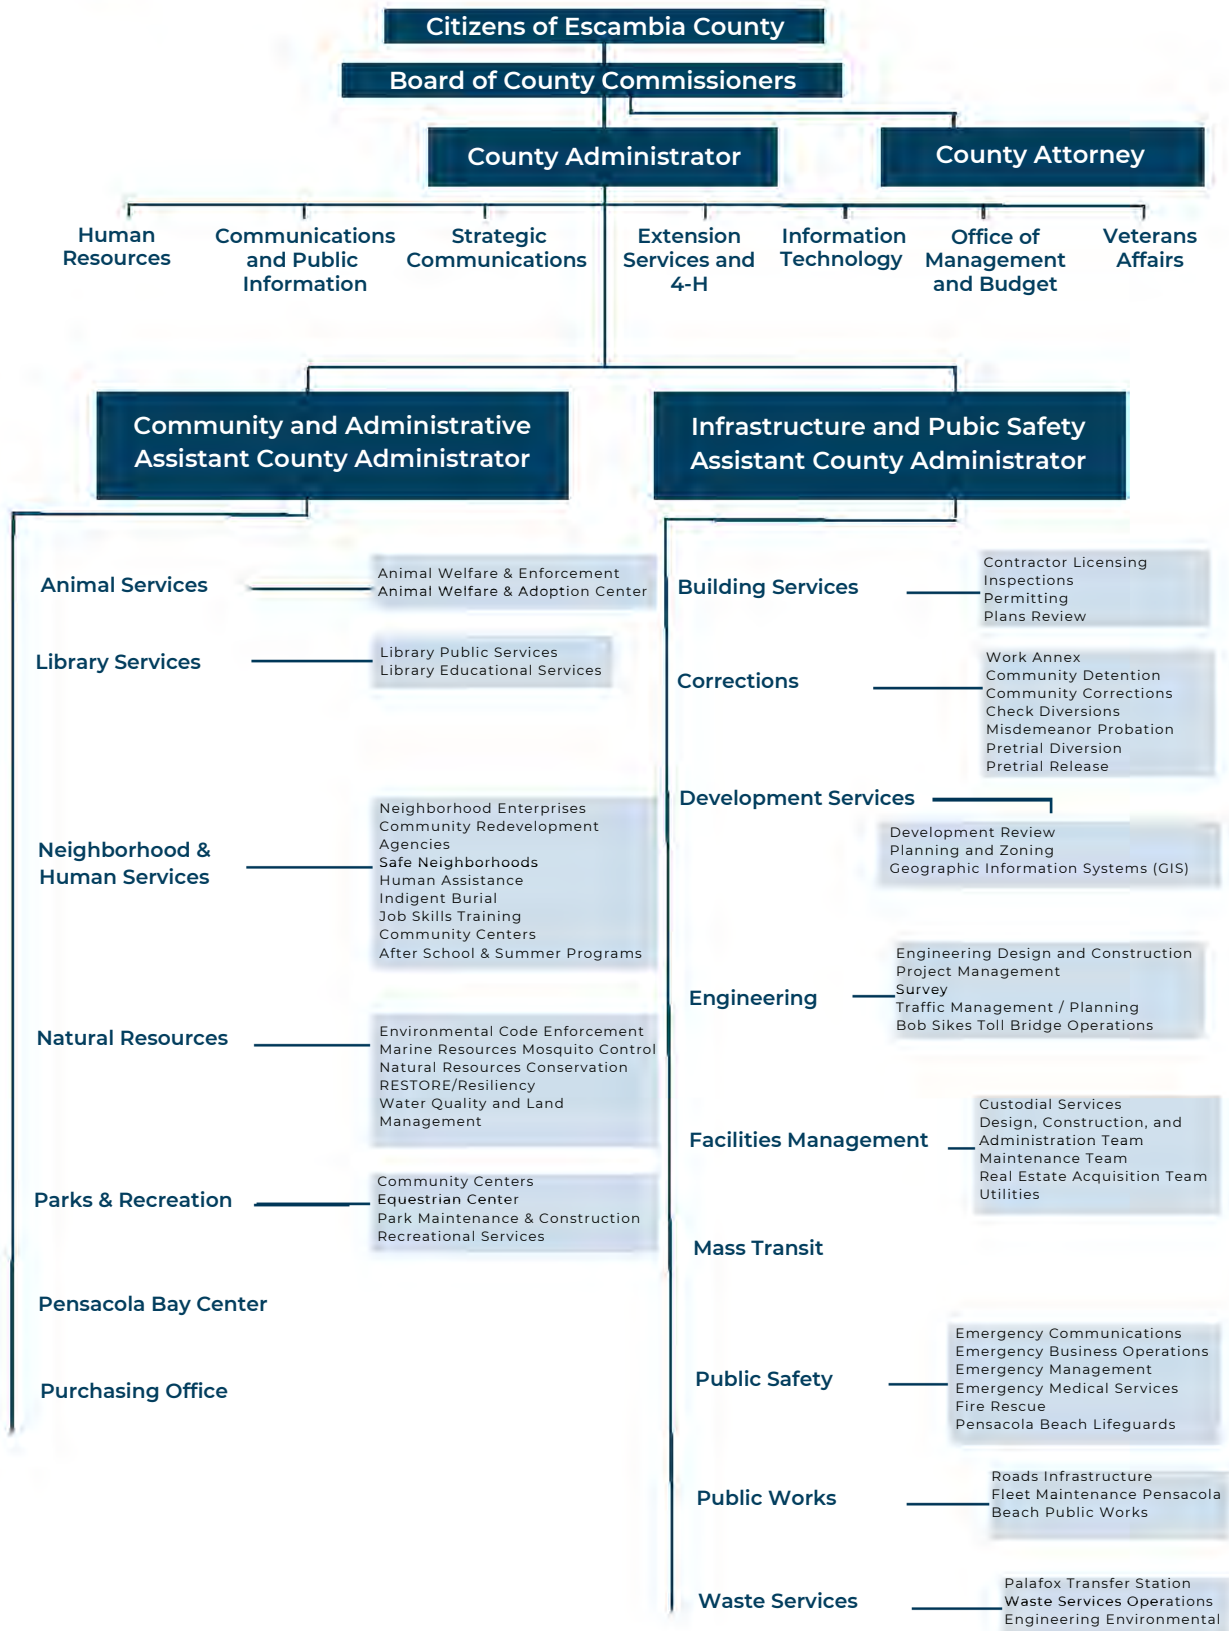 Citizens of Escambia County
Board of County Commissioners
County Administrator
County Attorney
Human
Resources
Communications
and Public
Information
Strategic
Communications
Extension
Services and
4-H
Information
Technology
Office of
Management
and Budget
Veterans
Affairs
Community and Administrative
Assistant County Administrator
Infrastructure and Pubic Safety
Assistant County Administrator
Animal Services
Animal Welfare & Enforcement
Animal Welfare & Adoption Center
Library Services
Library Public Services
Library Educational Services
Neighborhood &
Human Services
Neighborhood Enterprises
Community Redevelopment
Agencies
Safe Neighborhoods
Human Assistance
Indigent Burial
Job Skills Training
Community Centers
After School & Summer Programs
Natural Resources
Environmental Code Enforcement
Marine Resources Mosquito Control
Natural Resources Conservation
RESTORE/Resiliency
Water Quality and Land
Management
Parks & Recreation
Community Centers
Equestrian Center
Park Maintenance & Construction
Recreational Services
Pensacola Bay Center
Purchasing Office
Building Services
Contractor Licensing
Inspections
Permitting
Plans Review
Corrections
Work Annex
Community Detention
Community Corrections
Check Diversions
Misdemeanor Probation
Pretrial Diversion
Pretrial Release
Development Services
Development Review
Planning and Zoning
Geographic Information Systems (GIS)
Engineering
Engineering Design and Construction
Project Management
Survey
Traffic Management / Planning
Bob Sikes Toll Bridge Operations
Facilities Management
Custodial Services
Design, Construction, and
Administration Team
Maintenance Team
Real Estate Acquisition Team
Utilities
Mass Transit
Public Safety
Emergency Communications
Emergency Business Operations
Emergency Management
Emergency Medical Services
Fire Rescue
Pensacola Beach Lifeguards
Public Works
Roads Infrastructure
Fleet Maintenance Pensacola
Beach Public Works
Waste Services
Palafox Transfer Station
Waste Services Operations
Engineering Environmental